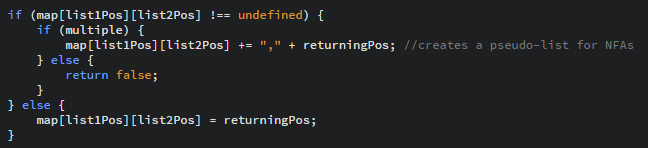 if (map[list1Pos][list2Pos] !== undefined) {
    if (multiple) {
        map[list1Pos][list2Pos] += "," + returningPos; //creates a pseudo-list for NFAs
    } else {
        return false;
    }
} else {
    map[list1Pos][list2Pos] = returningPos;
}